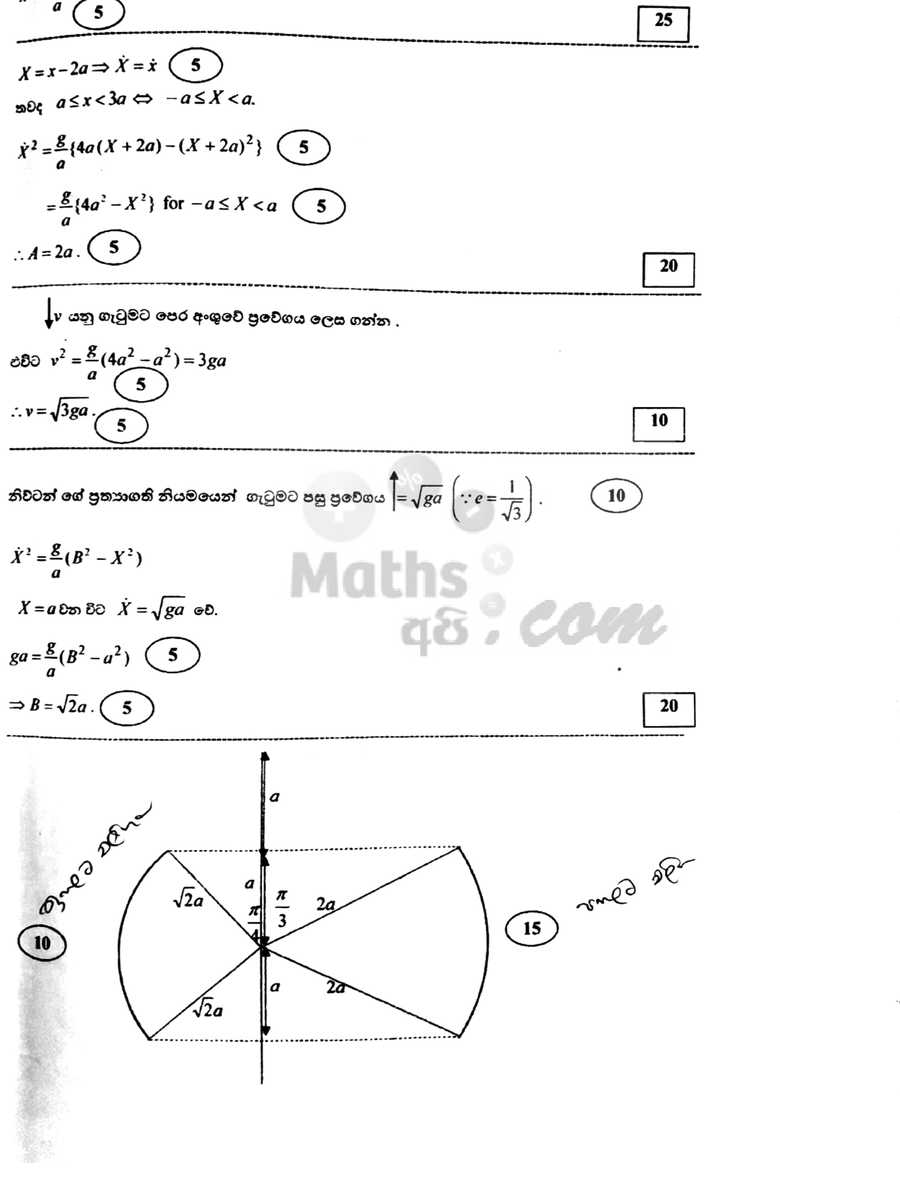 a 5
25
X = x − 2a ⇒ Ẋ = ẋ 5
තවද a ≤ x < 3a ⇔ −a ≤ X < a.
Ẋ² = g/a {4a(X + 2a) − (X + 2a)²} 5
= g/a {4a² − X²} for −a ≤ X < a 5
∴ A = 2a . 5
20
↓v යනු ගැටුමට පෙර අංශුවේ ප්‍රවේගය ලෙස ගන්න .
එවිට v² = g/a (4a² − a²) = 3ga
5
∴ v = √3ga . 5
10
නිව්ටන් ගේ ප්‍රත්‍යාගති නියමයෙන් ගැටුමට පසු ප්‍රවේගය ↑ = √ga (∵ e = 1/√3) . 10
Ẋ² = g/a (B² − X²)
Maths
X = a වන විට Ẋ = √ga වේ.
අපි . com
ga = g/a (B² − a²) 5
⇒ B = √2a . 5
20
a
a
√2a
π/4
π/3
2a
10
පහලට
15
√2a
a
2a